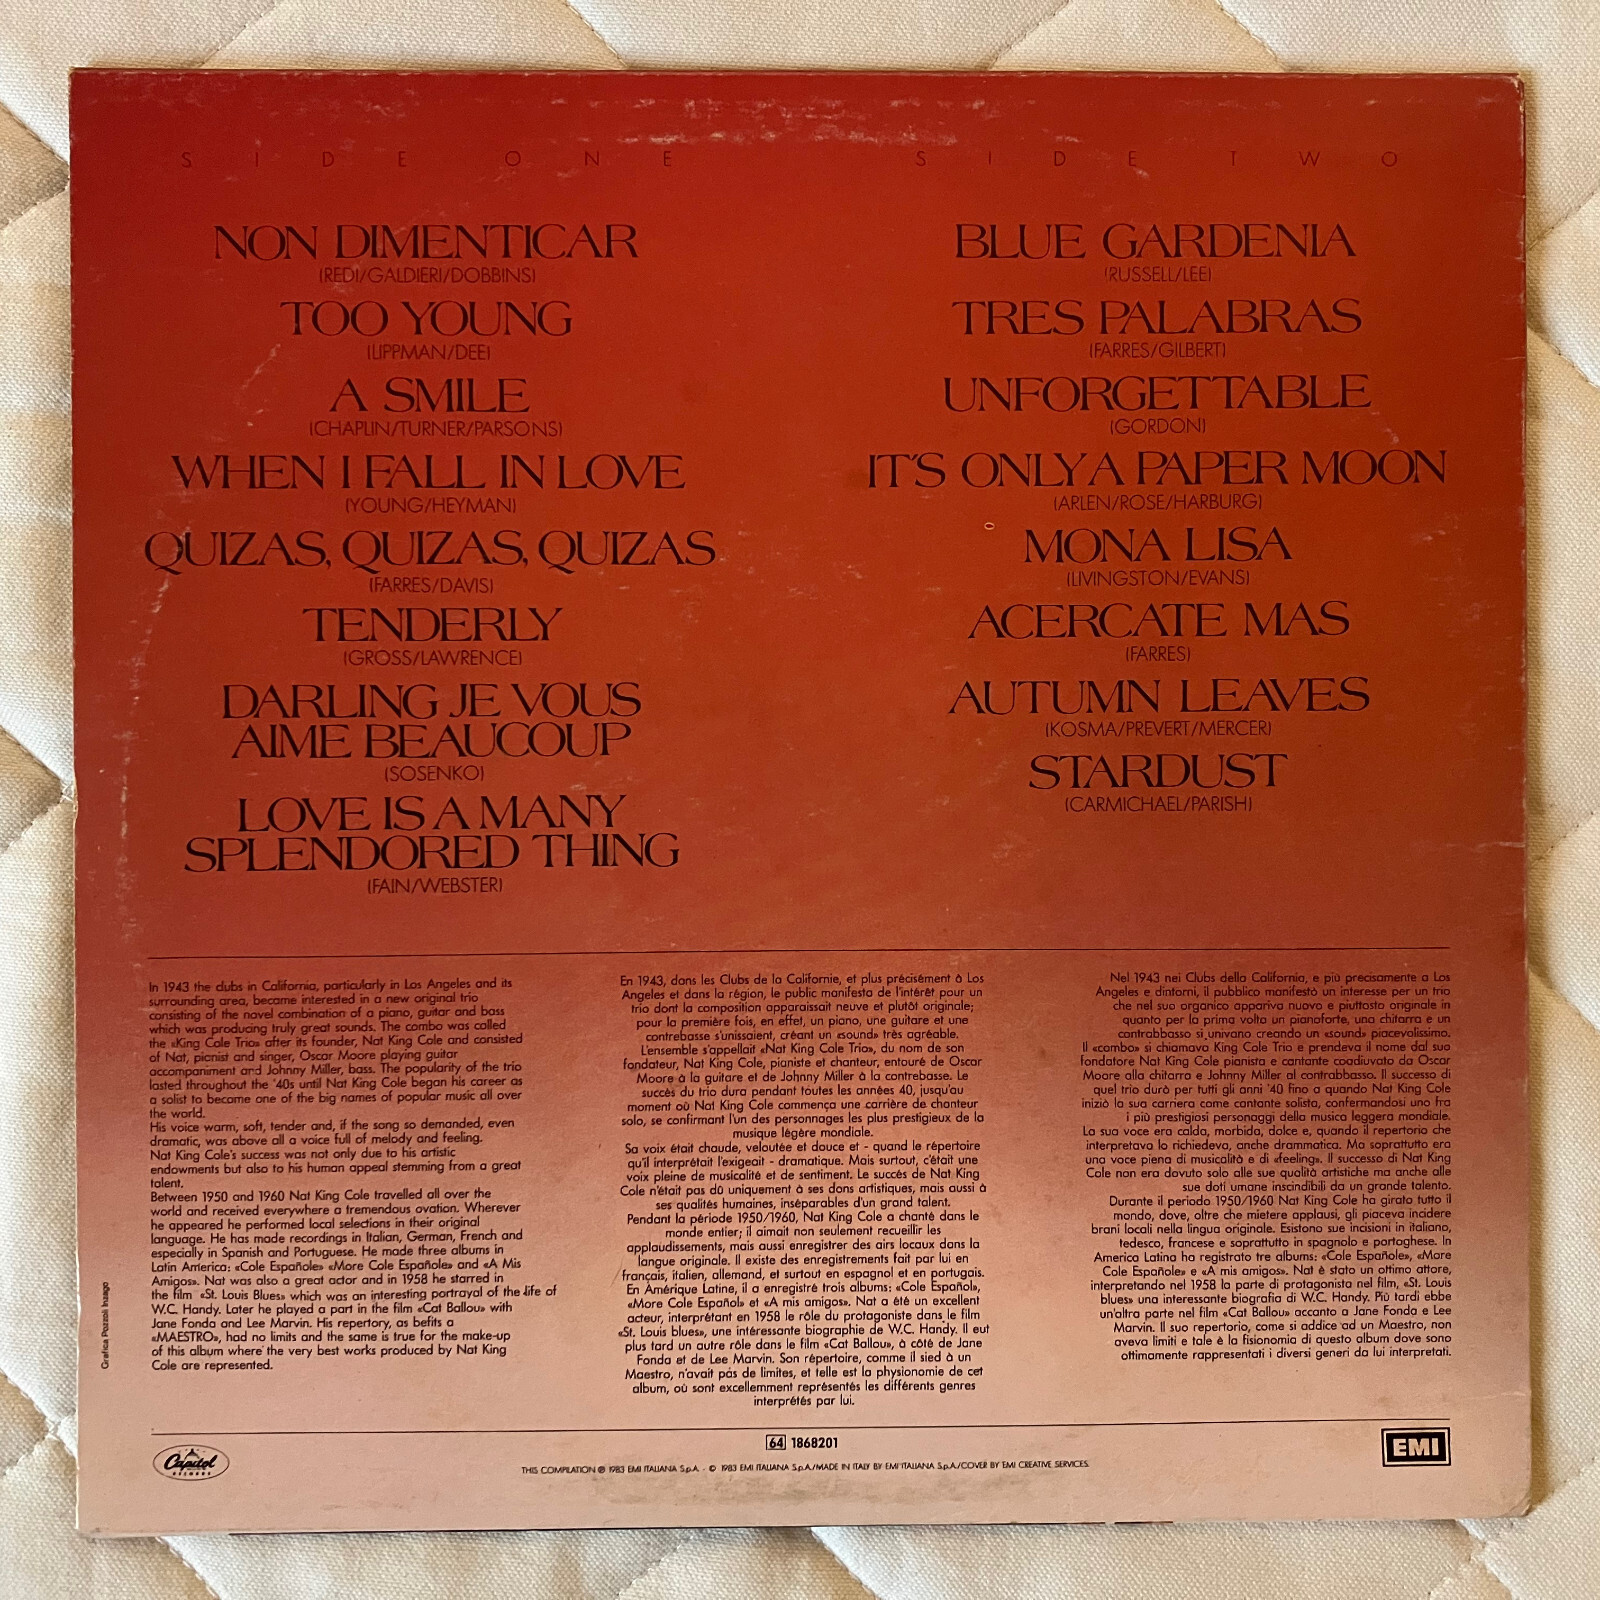 SIDE ONE
NON DIMENTICAR
(REDI/GALDIERI/DOBBINS)
TOO YOUNG
(LIPPMAN/DEE)
A SMILE
(CHAPLIN/TURNER/PARSONS)
WHEN I FALL IN LOVE
(YOUNG/HEYMAN)
QUIZAS, QUIZAS, QUIZAS
(FARRES/DAVIS)
TENDERLY
(GROSS/LAWRENCE)
DARLING JE VOUS
AIME BEAUCOUP
(SOSENKO)
LOVE IS A MANY
SPLENDORED THING
(FAIN/WEBSTER)
SIDE TWO
BLUE GARDENIA
(RUSSELL/LEE)
TRES PALABRAS
(FARRES/GILBERT)
UNFORGETTABLE
(GORDON)
IT'S ONLY A PAPER MOON
(ARLEN/ROSE/HARBURG)
MONA LISA
(LIVINGSTON/EVANS)
ACERCATE MAS
(FARRES)
AUTUMN LEAVES
(KOSMA/PREVERT/MERCER)
STARDUST
(CARMICHAEL/PARISH)
In 1943 the clubs in California, particularly in Los Angeles and its
surrounding area, became interested in a new original trio
consisting of the novel combination of a piano, guitar and bass
which was producing truly great sounds. The combo was called
the «King Cole Trio» after its founder, Nat King Cole and consisted
of Nat, pianist and singer, Oscar Moore playing guitar
accompaniment and Johnny Miller, bass. The popularity of the trio
lasted throughout the '40s until Nat King Cole began his career as
a solist to become one of the big names of popular music all over
the world.
His voice warm, soft, tender and, if the song so demanded, even
dramatic, was above all a voice full of melody and feeling.
Nat King Cole's success was not only due to his artistic
endowments but also to his human appeal stemming from a great
talent.
Between 1950 and 1960 Nat King Cole travelled all over the
world and received everywhere a tremendous ovation. Wherever
he appeared he performed local selections in their original
language. He has made recordings in Italian, German, French and
especially in Spanish and Portuguese. He made three albums in
Latin America: «Cole Español» «More Cole Español» and «A Mis
Amigos». Nat was also a great actor and in 1958 he starred in
the film «St. Louis Blues» which was an interesting portrayal of the life of
W.C. Handy. Later he played a part in the film «Cat Ballou» with
Jane Fonda and Lee Marvin. His repertory, as befits a
«MAESTRO», had no limits and the same is true for the make-up
of this album where the very best works produced by Nat King
Cole are represented.
En 1943, dans les Clubs de la Californie, et plus précisément à Los
Angeles et dans la région, le public manifesta de l'intérêt pour un
trio dont la composition apparaissait neuve et plutôt originale;
pour la première fois, en effet, un piano, une guitare et une
contrebasse s'unissaient, créant un «sound» très agréable.
L'ensemble s'appellait «Nat King Cole Trio», du nom de son
fondateur, Nat King Cole, pianiste et chanteur, entouré de Oscar
Moore à la guitare et de Johnny Miller à la contrebasse. Le
succès du trio dura pendant toutes les années 40, jusqu'au
moment où Nat King Cole commença une carrière de chanteur
solo, se confirmant l'un des personnages les plus prestigieux de la
musique légère mondiale.
Sa voix était chaude, veloutée et douce et - quand le répertoire
qu'il interprétait l'exigeait - dramatique. Mais surtout, c'était une
voix pleine de musicalité et de sentiment. Le succès de Nat King
Cole n'était pas dû uniquement à ses dons artistiques, mais aussi à
ses qualités humaines, inséparables d'un grand talent.
Pendant la période 1950/1960, Nat King Cole a chanté dans le
monde entier; il aimait non seulement recueillir les
applaudissements, mais aussi enregistrer des airs locaux dans la
langue originale. Il existe des enregistrements fait par lui en
français, italien, allemand, et surtout en espagnol et en portugais.
En Amérique Latine, il a enregistré trois albums: «Cole Español»,
«More Cole Español» et «A mis amigos». Nat a été un excellent
acteur, interprétant en 1958 le rôle du protagoniste dans le film
«St. Louis blues», une intéressante biographie de W.C. Handy. Il eut
plus tard un autre rôle dans le film «Cat Ballou», à côté de Jane
Fonda et de Lee Marvin. Son répertoire, comme il sied à un
Maestro, n'avait pas de limites, et telle est la physionomie de cet
album, où sont excellemment représentés les différents genres
interprétés par lui.
Nel 1943 nei Clubs della California, e più precisamente a Los
Angeles e dintorni, il pubblico manifestò un interesse per un trio
che nel suo organico appariva nuovo e piuttosto originale in
quanto per la prima volta un pianoforte, una chitarra e un
contrabbasso si univano creando un «sound» piacevolissimo.
Il «combo» si chiamava King Cole Trio e prendeva il nome dal suo
fondatore Nat King Cole pianista e cantante coadiuvato da Oscar
Moore alla chitarra e Johnny Miller al contrabbasso. Il successo di
quel trio durò per tutti gli anni '40 fino a quando Nat King Cole
iniziò la sua carriera come cantante solista, confermandosi uno fra
i più prestigiosi personaggi della musica leggera mondiale.
La sua voce era calda, morbida, dolce e, quando il repertorio che
interpretava lo richiedeva, anche drammatica. Ma soprattutto era
una voce piena di musicalità e di «feeling». Il successo di Nat King
Cole non era dovuto solo alle sue qualità artistiche ma anche alle
sue doti umane inscindibili da un grande talento.
Durante il periodo 1950/1960 Nat King Cole ha girato tutto il
mondo, dove, oltre che mietere applausi, gli piaceva incidere
brani locali nella lingua originale. Esistono sue incisioni in italiano,
tedesco, francese e soprattutto in spagnolo e portoghese. In
America Latina ha registrato tre albums: «Cole Español», «More
Cole Español» e «A mis amigos». Nat è stato un ottimo attore,
interpretando nel 1958 la parte di protagonista nel film, «St. Louis
blues» una interessante biografia di W.C. Handy. Più tardi ebbe
un'altra parte nel film «Cat Ballou» accanto a Jane Fonda e Lee
Marvin. Il suo repertorio, come si addice ad un Maestro, non
aveva limiti e tale è la fisionomia di questo album dove sono
ottimamente rappresentati i diversi generi da lui interpretati.
Grafica Pozzoli Inzago
Capitol
RECORDS
64 1868201
EMI
THIS COMPILATION ℗ 1983 EMI ITALIANA S.p.A. - © 1983 EMI ITALIANA S.p.A./MADE IN ITALY BY EMI ITALIANA S.p.A./COVER BY EMI CREATIVE SERVICES.